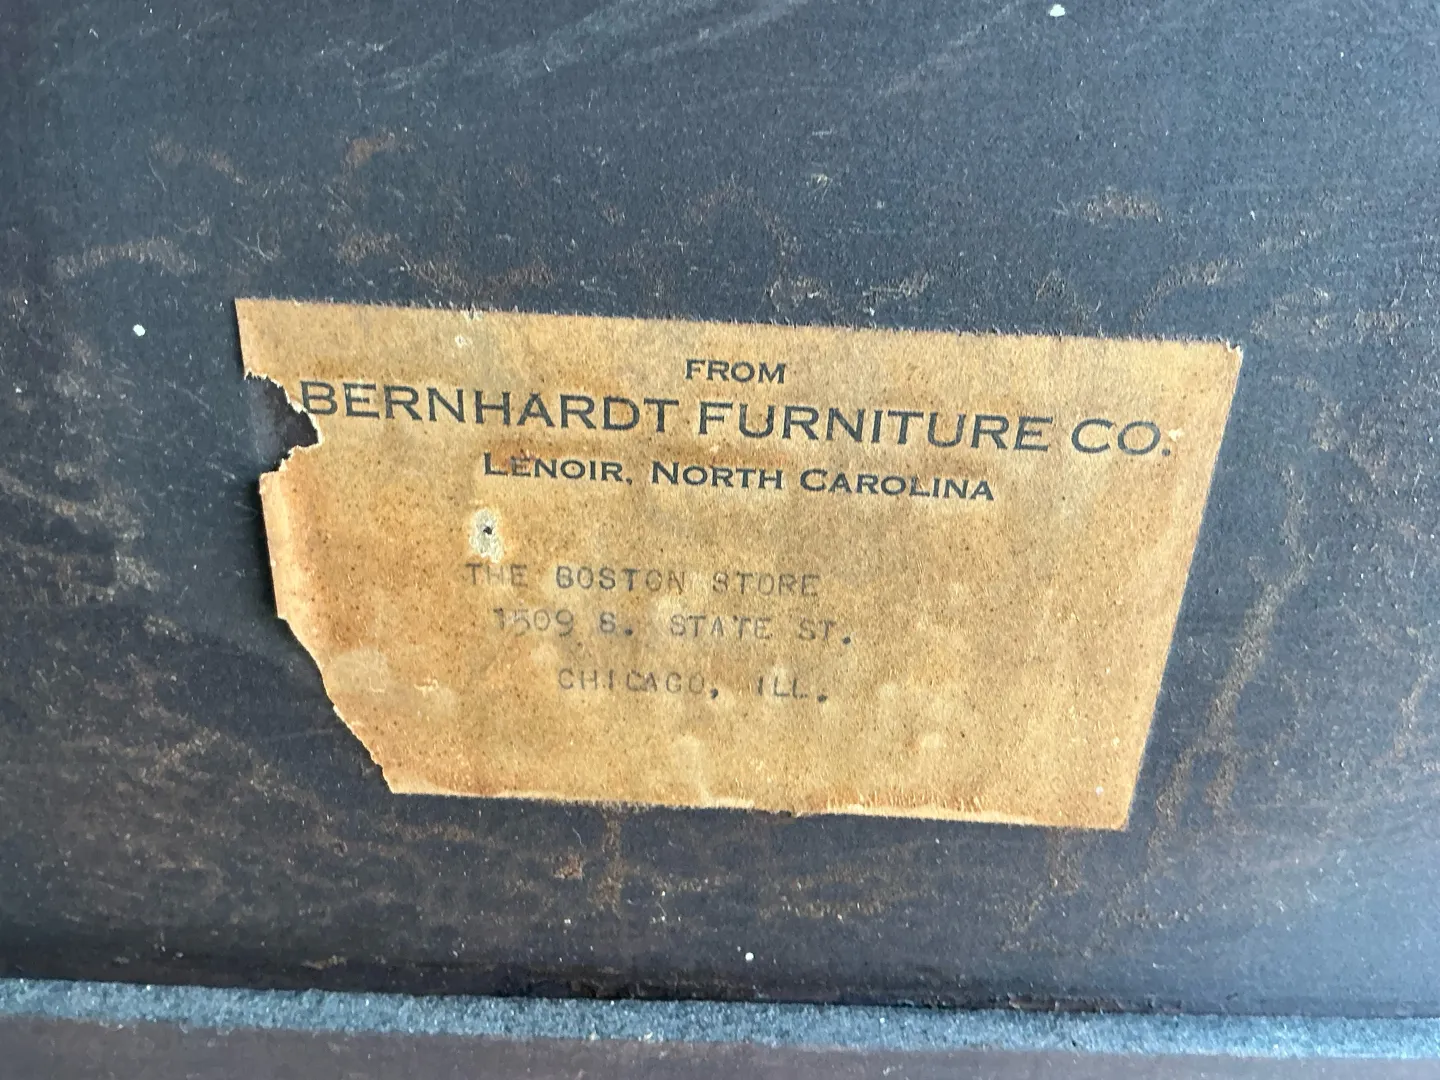 FROM
BERNHARDT FURNITURE CO.
LENOIR, NORTH CAROLINA
THE BOSTON STORE
1509 S. STATE ST.
CHICAGO, ILL.